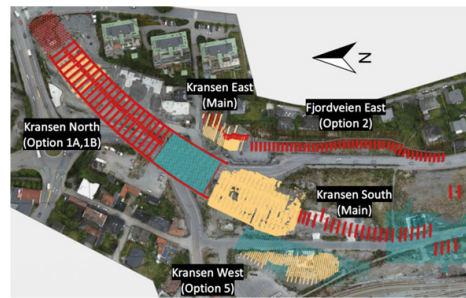 N
Kransen East
(Main)
Fjordveien East
(Option 2)
Kransen North
(Option 1A,1B)
Kransen South
(Main)
Kransen West
(Option 5)